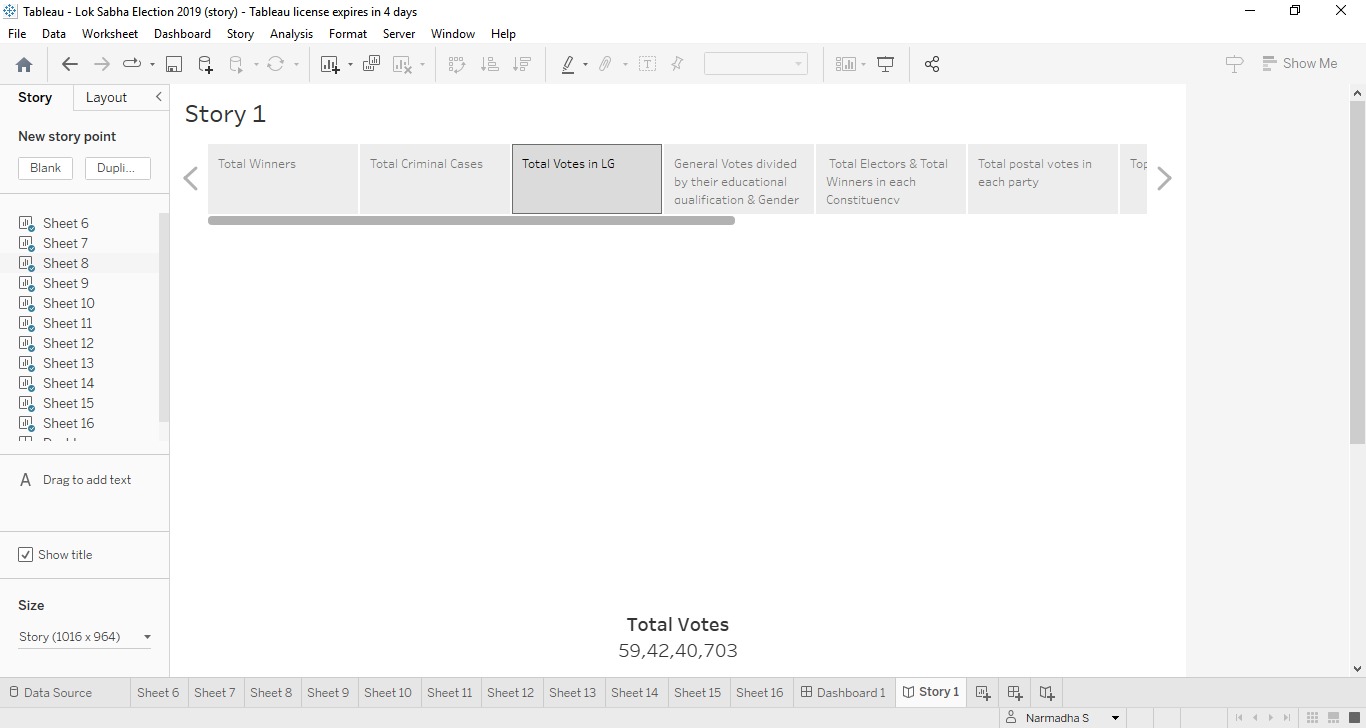 Tableau - Lok Sabha Election 2019 (story) - Tableau license expires in 4 days
File Data Worksheet Dashboard Story Analysis Format Server Window Help
Show Me
Story Layout
New story point
Blank Dupli...
Sheet 6
Sheet 7
Sheet 8
Sheet 9
Sheet 10
Sheet 11
Sheet 12
Sheet 13
Sheet 14
Sheet 15
Sheet 16
A Drag to add text
Show title
Size
Story (1016 x 964)
Story 1
Total Winners
Total Criminal Cases
Total Votes in LG
General Votes divided
by their educational
qualification & Gender
Total Electors & Total
Winners in each
Constituency
Total postal votes in
each party
Top
Total Votes
59,42,40,703
Data Source Sheet 6 Sheet 7 Sheet 8 Sheet 9 Sheet 10 Sheet 11 Sheet 12 Sheet 13 Sheet 14 Sheet 15 Sheet 16 Dashboard 1 Story 1
Narmadha S